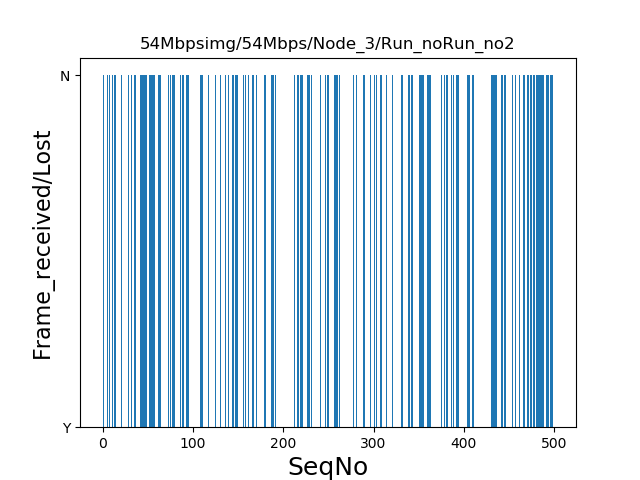 54Mbpsimg/54Mbps/Node_3/Run_noRun_no2
N
Frame_received/Lost
Y
0 100 200 300 400 500
SeqNo